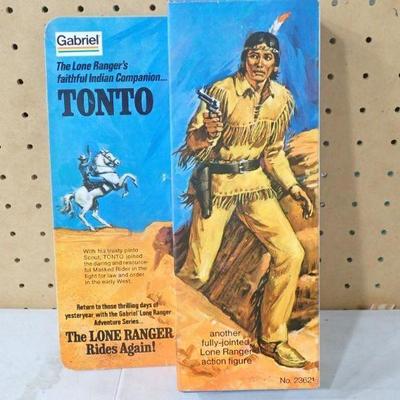 Gabriel
The Lone Ranger's
faithful Indian Companion...
TONTO
With his trusty pinto
Scout, TONTO joined
the daring and resource-
ful Masked Rider in the
fight for law and order
in the early West.
Return to those thrilling days of
yesteryear with the Gabriel Lone Ranger
Adventure Series...
The LONE RANGER
Rides Again!
another
fully-jointed
Lone Ranger
action figure
No. 23621